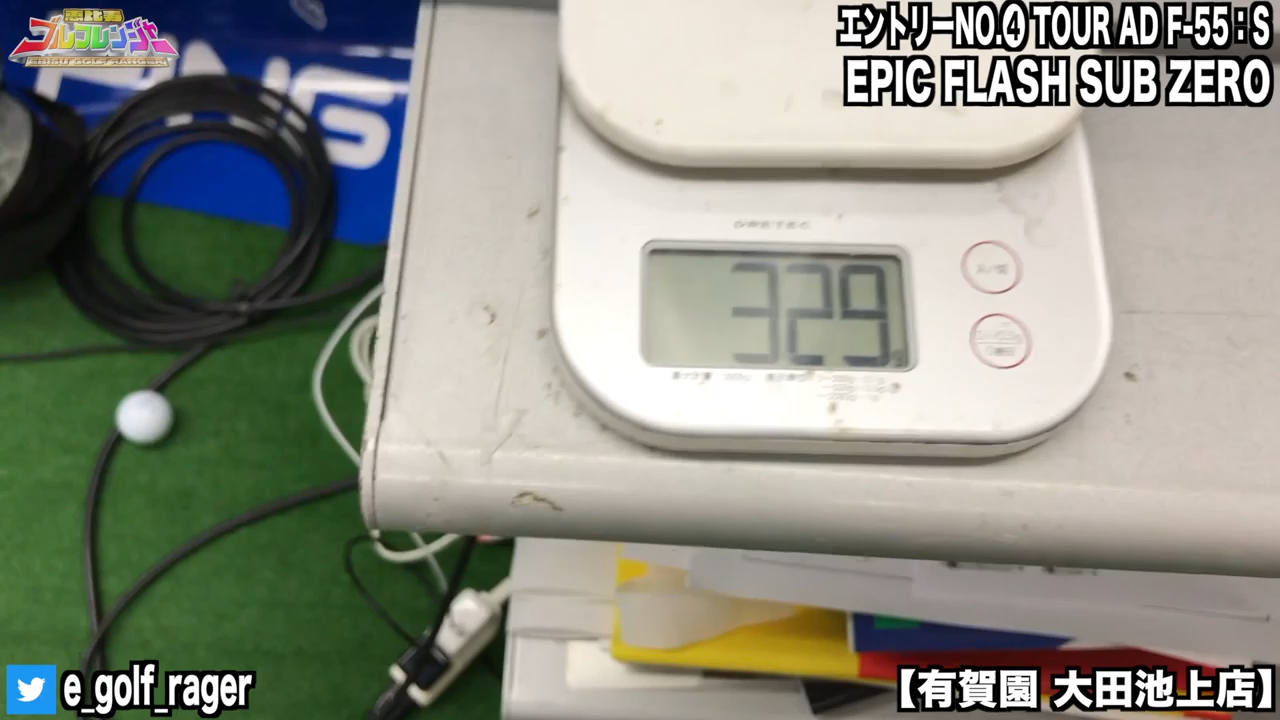 恵比寿
ゴルフレンジャー
EBISU GOLF RANGER
エントリーNO.❹ TOUR AD F-55：S
EPIC FLASH SUB ZERO
PING
DRETEC
329
e_golf_rager
【有賀園 大田池上店】